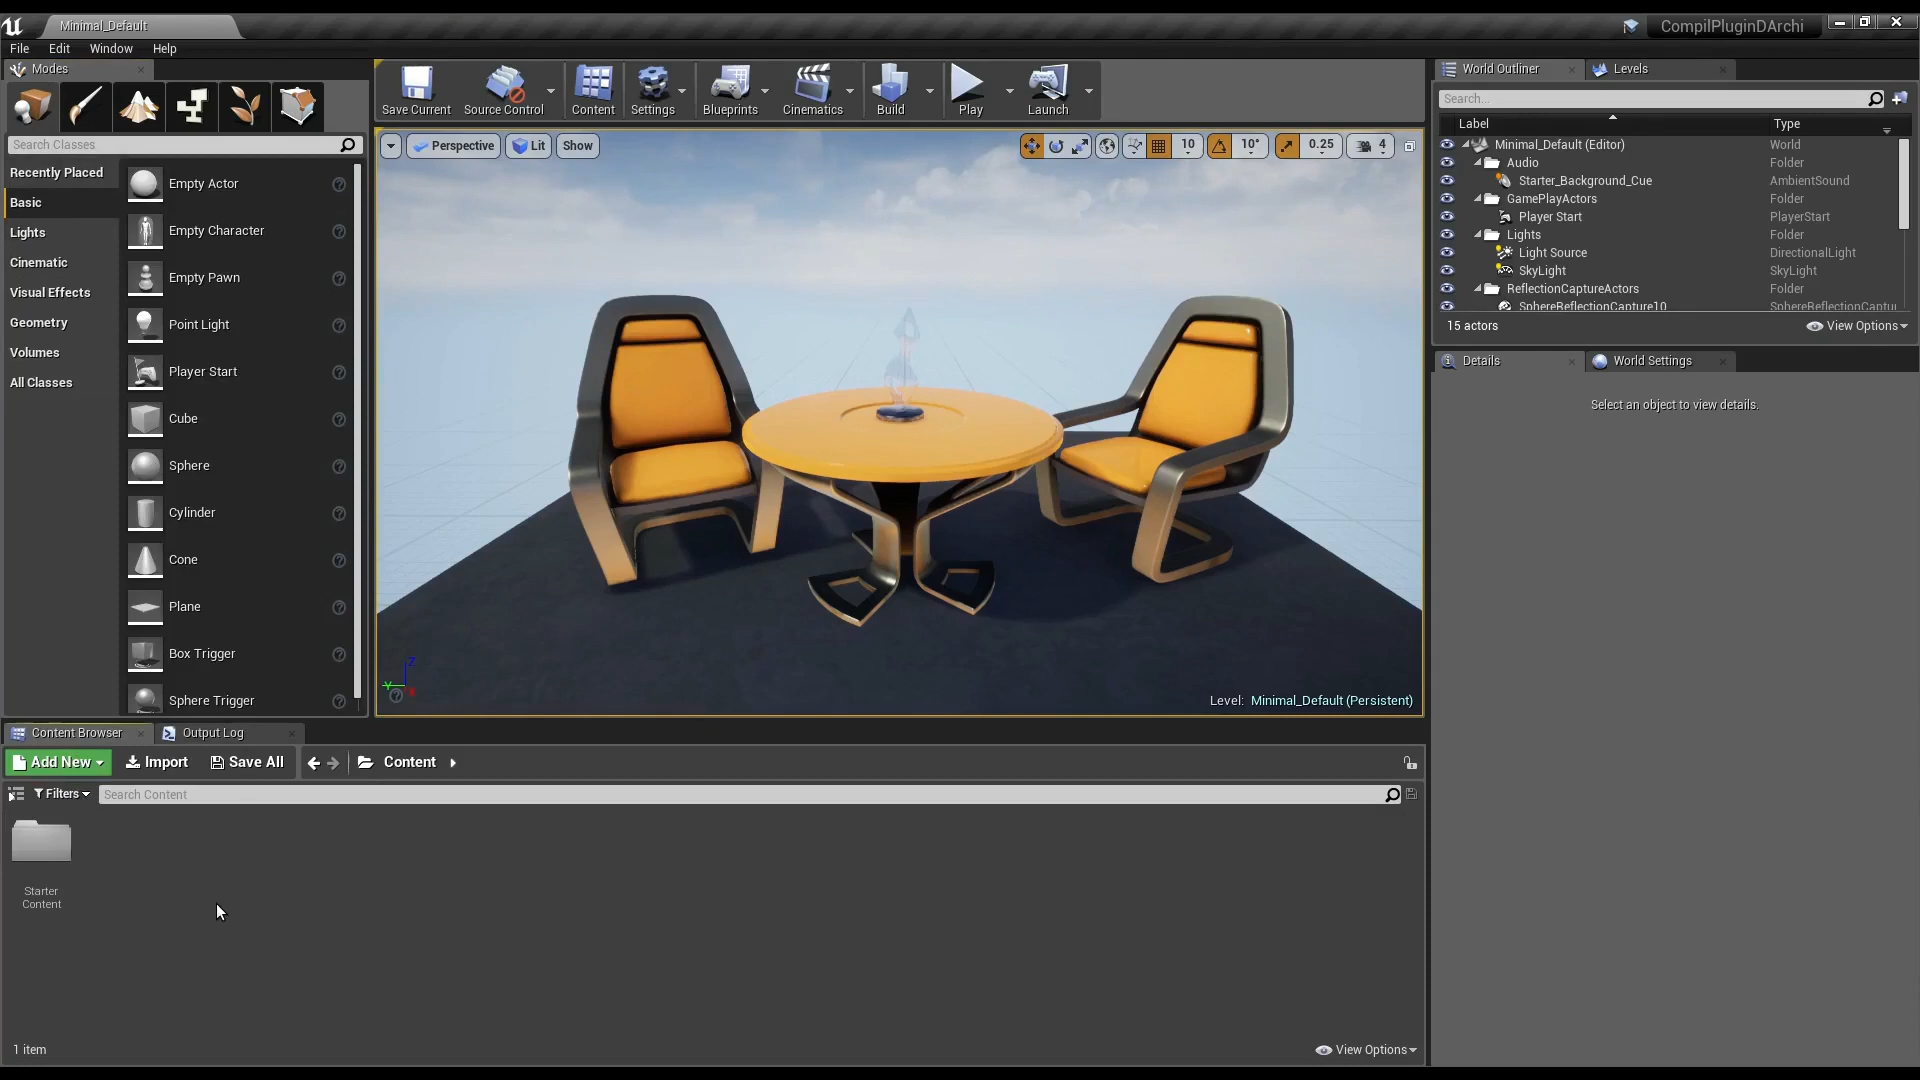 Minimal_Default
CompilPluginDArchi
File Edit Window Help
Modes
Search Classes
Recently Placed
Basic
Lights
Cinematic
Visual Effects
Geometry
Volumes
All Classes
Empty Actor
Empty Character
Empty Pawn
Point Light
Player Start
Cube
Sphere
Cylinder
Cone
Plane
Box Trigger
Sphere Trigger
Save Current
Source Control
Content
Settings
Blueprints
Cinematics
Build
Play
Launch
Perspective Lit Show
10 10° 0.25 4
Z
Y
X
Level: Minimal_Default (Persistent)
World Outliner
Levels
Search...
Label Type
Minimal_Default (Editor) World
Audio Folder
Starter_Background_Cue AmbientSound
GamePlayActors Folder
Player Start PlayerStart
Lights Folder
Light Source DirectionalLight
SkyLight SkyLight
ReflectionCaptureActors Folder
SphereReflectionCapture10 SphereReflectionCaptu
15 actors
View Options
Details
World Settings
Select an object to view details.
Content Browser
Output Log
Add New Import Save All Content
Filters Search Content
Starter
Content
1 item
View Options